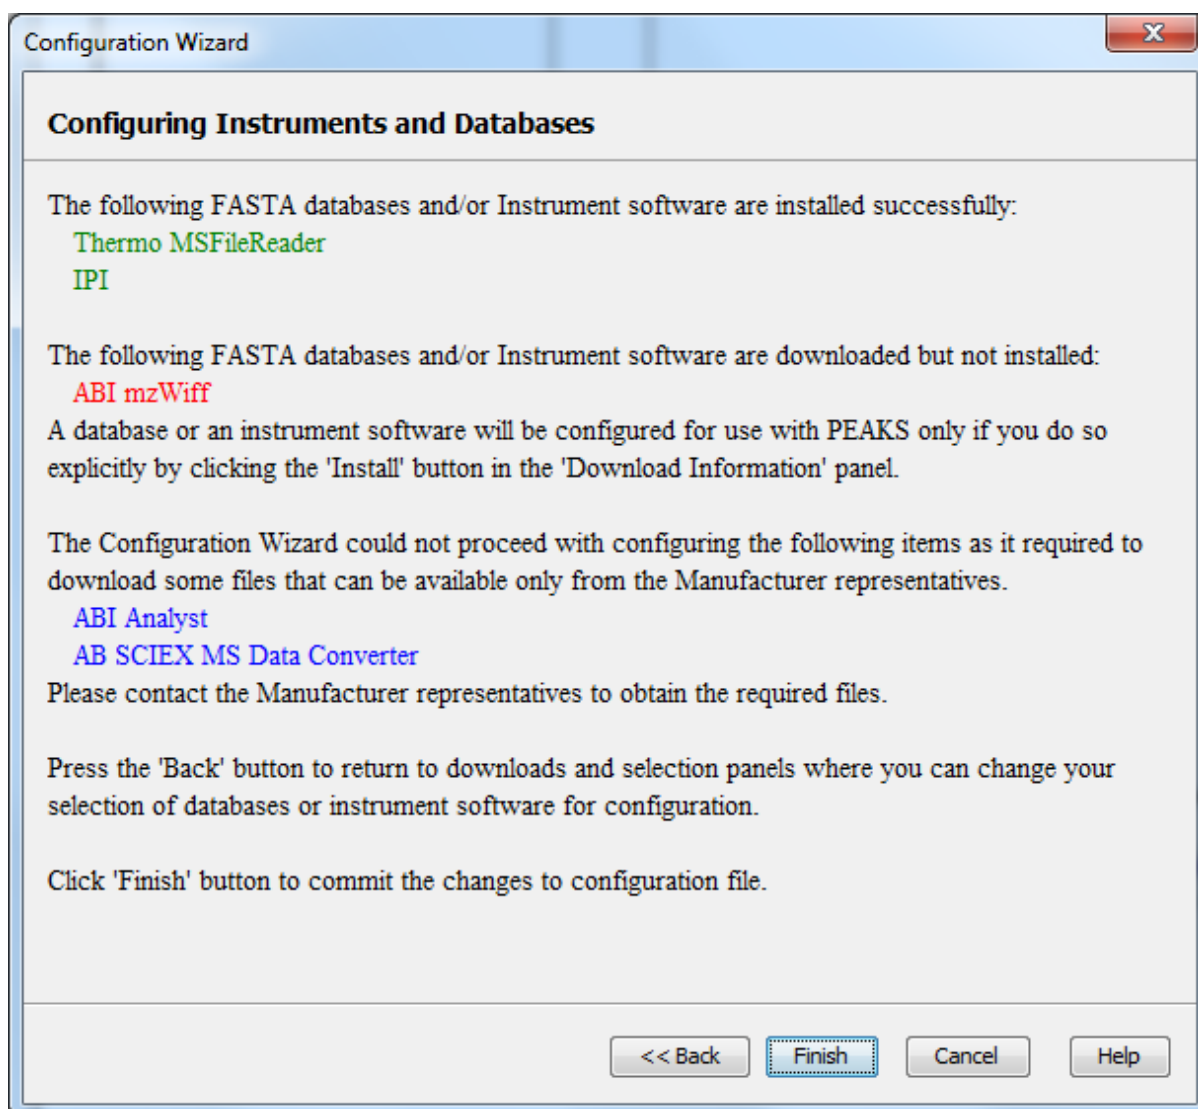 Configuration Wizard
Configuring Instruments and Databases
The following FASTA databases and/or Instrument software are installed successfully:
Thermo MSFileReader
IPI
The following FASTA databases and/or Instrument software are downloaded but not installed:
ABI mzWiff
A database or an instrument software will be configured for use with PEAKS only if you do so
explicitly by clicking the 'Install' button in the 'Download Information' panel.
The Configuration Wizard could not proceed with configuring the following items as it required to
download some files that can be available only from the Manufacturer representatives.
ABI Analyst
AB SCIEX MS Data Converter
Please contact the Manufacturer representatives to obtain the required files.
Press the 'Back' button to return to downloads and selection panels where you can change your
selection of databases or instrument software for configuration.
Click 'Finish' button to commit the changes to configuration file.
<< Back Finish Cancel Help